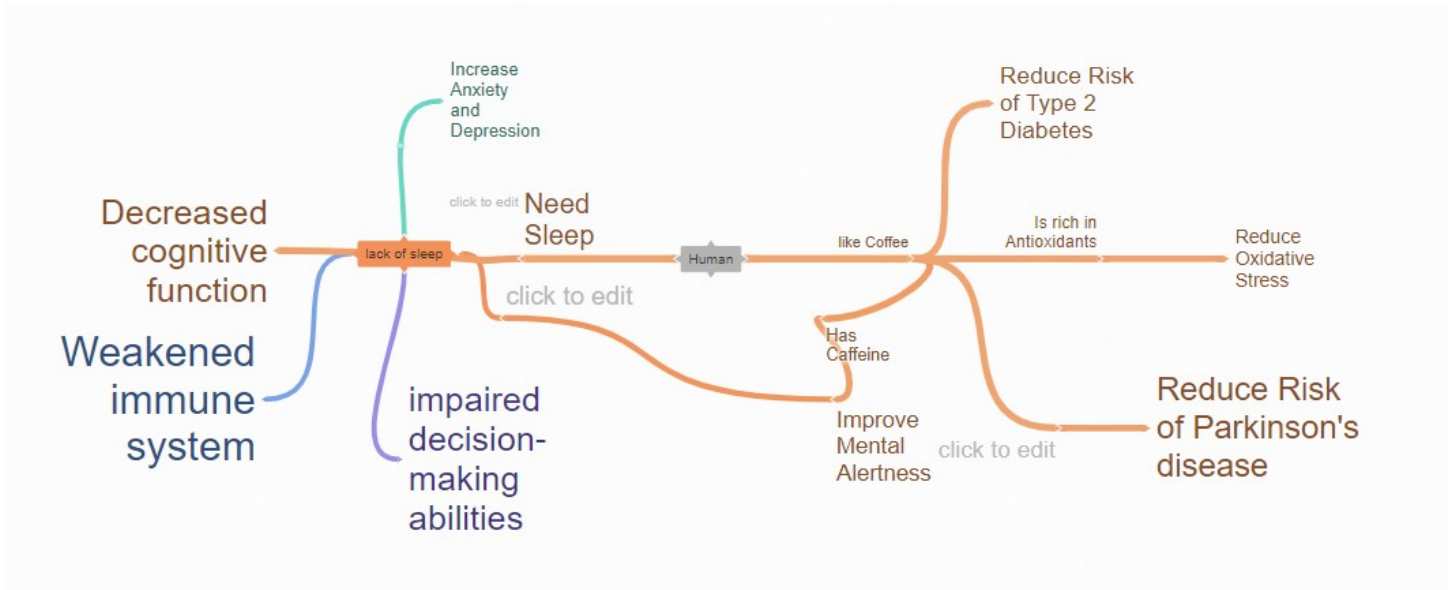 Increase
Anxiety
and
Depression
Decreased
cognitive
function
click to edit
Need
Sleep
lack of sleep
Weakened
immune
system
impaired
decision-
making
abilities
click to edit
Human
like Coffee
Reduce Risk
of Type 2
Diabetes
Is rich in
Antioxidants
Reduce
Oxidative
Stress
Has
Caffeine
Improve
Mental
Alertness
click to edit
Reduce Risk
of Parkinson's
disease